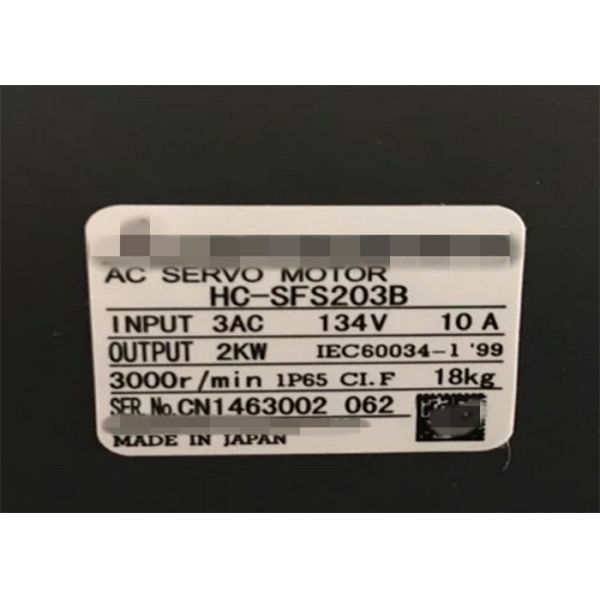 AC SERVO MOTOR
HC-SFS203B
INPUT 3AC 134V 10 A
OUTPUT 2KW IEC60034-1 '99
3000r/min IP65 CI.F 18kg
SER.No.CN1463002 062
MADE IN JAPAN